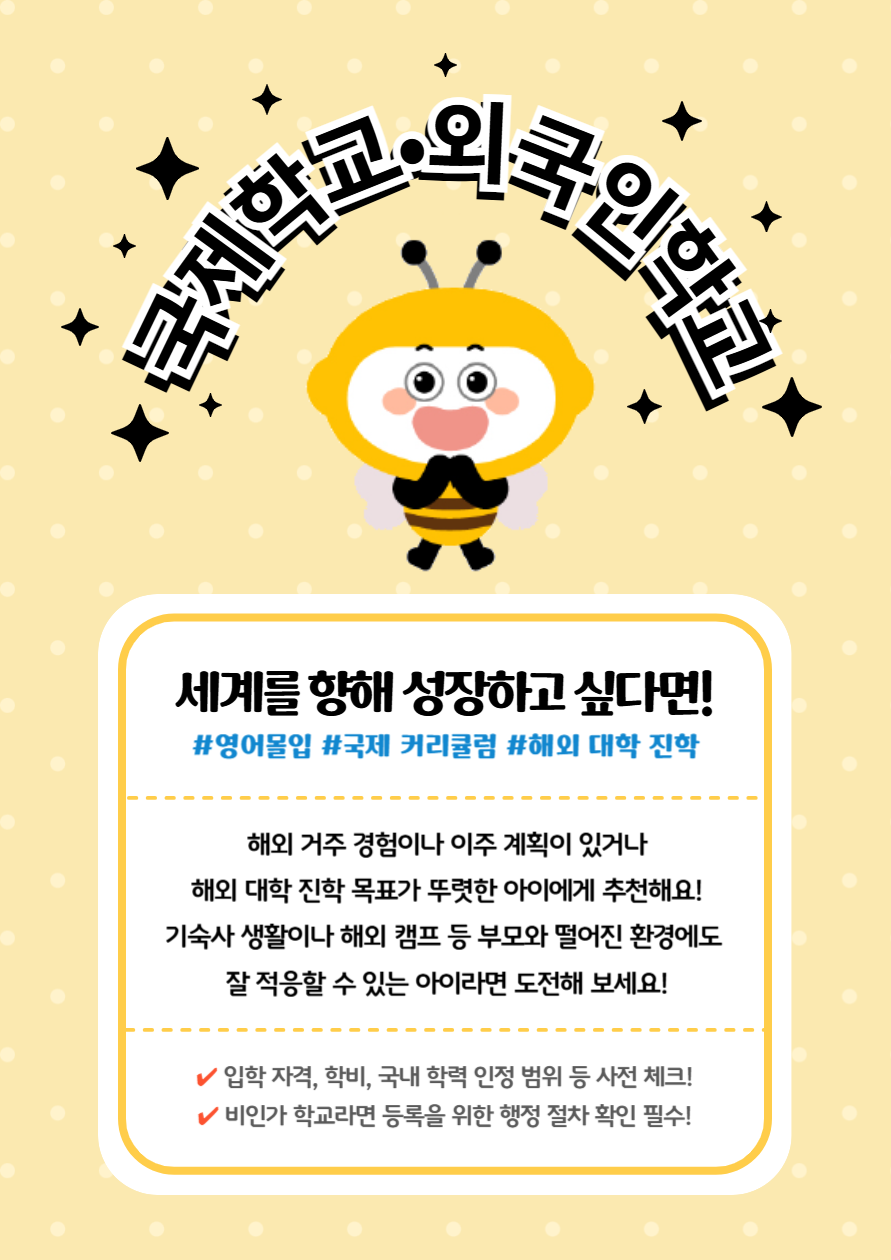 국제학교•외국인학교
세계를 향해 성장하고 싶다면!
#영어몰입 #국제 커리큘럼 #해외 대학 진학
해외 거주 경험이나 이주 계획이 있거나
해외 대학 진학 목표가 뚜렷한 아이에게 추천해요!
기숙사 생활이나 해외 캠프 등 부모와 떨어진 환경에도
잘 적응할 수 있는 아이라면 도전해 보세요!
✔ 입학 자격, 학비, 국내 학력 인정 범위 등 사전 체크!
✔ 비인가 학교라면 등록을 위한 행정 절차 확인 필수!